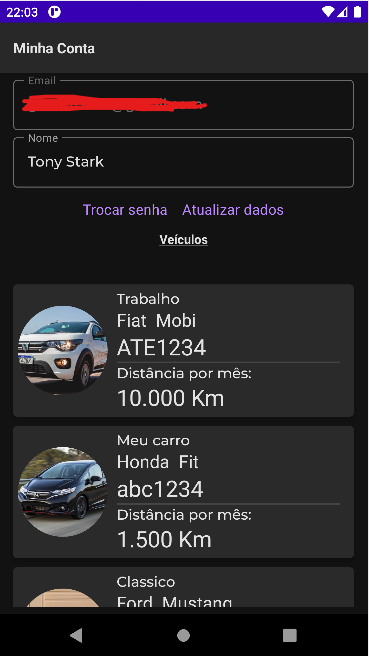 22:03
Minha Conta
Email
Nome
Tony Stark
Trocar senha Atualizar dados
Veículos
Trabalho
Fiat Mobi
ATE1234
Distância por mês:
10.000 Km
Meu carro
Honda Fit
abc1234
Distância por mês:
1.500 Km
Classico
Ford Mustang